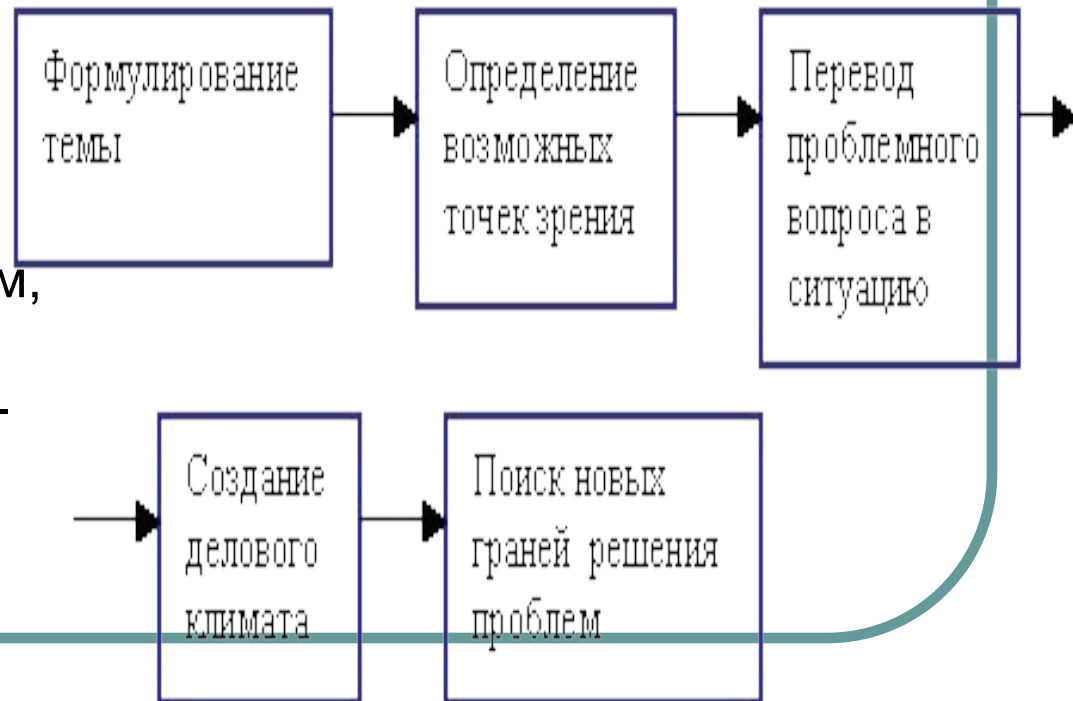 Формулирование
темы
Определение
возможных
точек зрения
Перевод
проблемного
вопроса в
ситуацию
м,
-
Создание
делового
климата
Поиск новых
граней решения
проблем